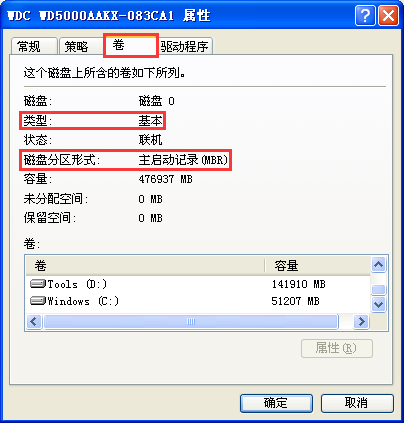 WDC WD5000AAKX-083CA1 属性
常规 策略 卷 驱动程序
这个磁盘上所含的卷如下所列。
磁盘: 磁盘 0
类型: 基本
状态: 联机
磁盘分区形式: 主启动记录(MBR)
容量: 476937 MB
未分配空间: 0 MB
保留空间: 0 MB
卷:
卷 容量
Tools (D:) 141910 MB
Windows (C:) 51207 MB
属性(R)
确定 取消